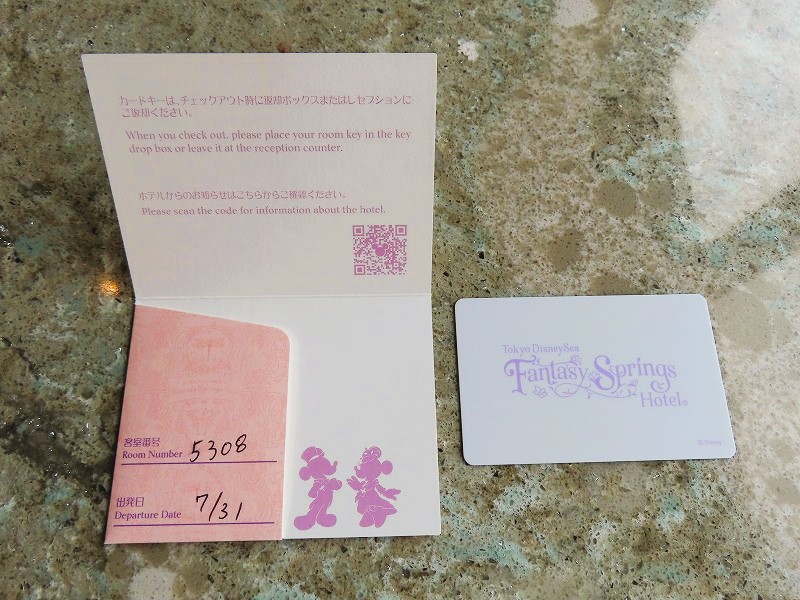 カードキーは、チェックアウト時に返却ボックスまたはレセプションに
ご返却ください。
When you check out, please place your room key in the key
drop box or leave it at the reception counter.
ホテルからのお知らせはこちらからご確認ください。
Please scan the code for information about the hotel.
客室番号
Room Number 5308
出発日
Departure Date 7/31
Tokyo DisneySea
Fantasy Springs
Hotel®
© Disney